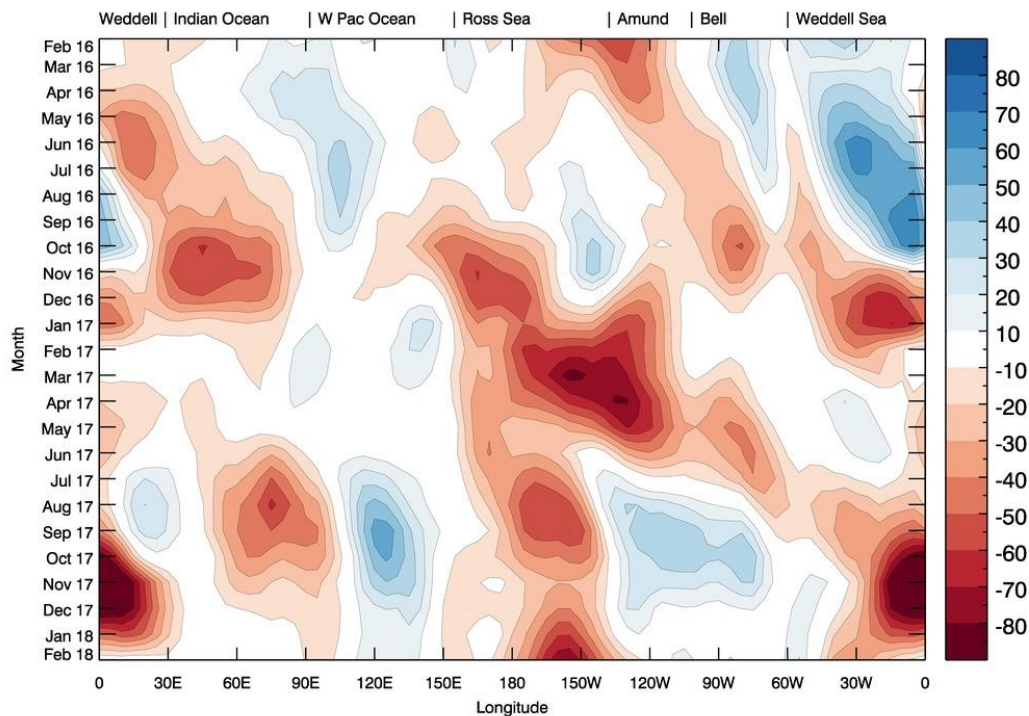 Weddell | Indian Ocean | W Pac Ocean | Ross Sea | Amund | Bell | Weddell Sea
Feb 16
Mar 16
Apr 16
May 16
Jun 16
Jul 16
Aug 16
Sep 16
Oct 16
Nov 16
Dec 16
Jan 17
Feb 17
Mar 17
Apr 17
May 17
Jun 17
Jul 17
Aug 17
Sep 17
Oct 17
Nov 17
Dec 17
Jan 18
Feb 18
Month
0 30E 60E 90E 120E 150E 180 150W 120W 90W 60W 30W 0
Longitude
80
70
60
50
40
30
20
10
-10
-20
-30
-40
-50
-60
-70
-80